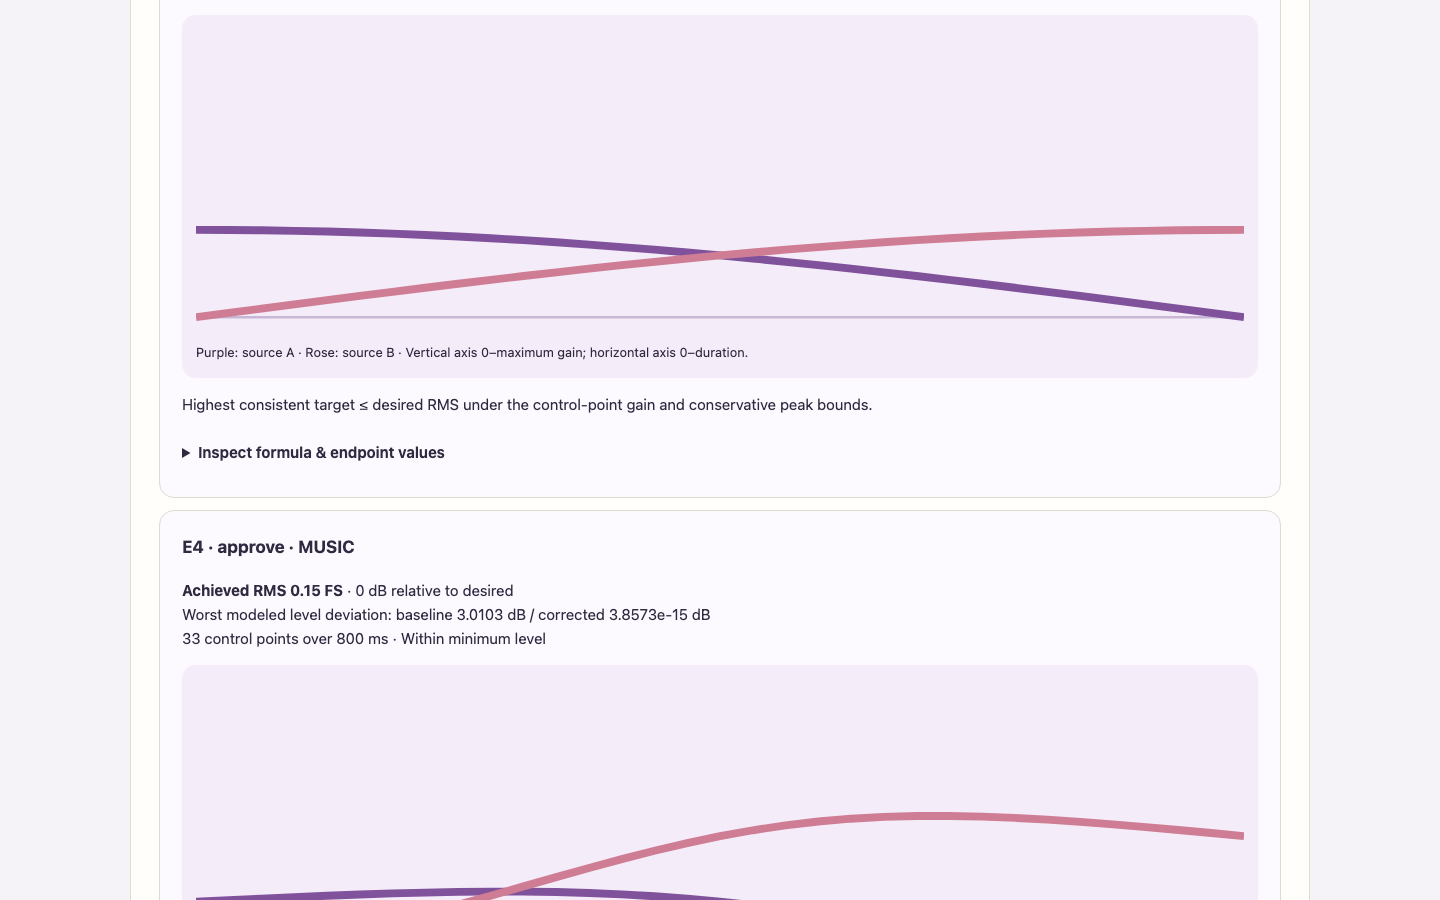 Purple: source A · Rose: source B · Vertical axis 0–maximum gain; horizontal axis 0–duration.
Highest consistent target ≤ desired RMS under the control-point gain and conservative peak bounds.
Inspect formula & endpoint values
E4 · approve · MUSIC
Achieved RMS 0.15 FS · 0 dB relative to desired
Worst modeled level deviation: baseline 3.0103 dB / corrected 3.8573e-15 dB
33 control points over 800 ms · Within minimum level